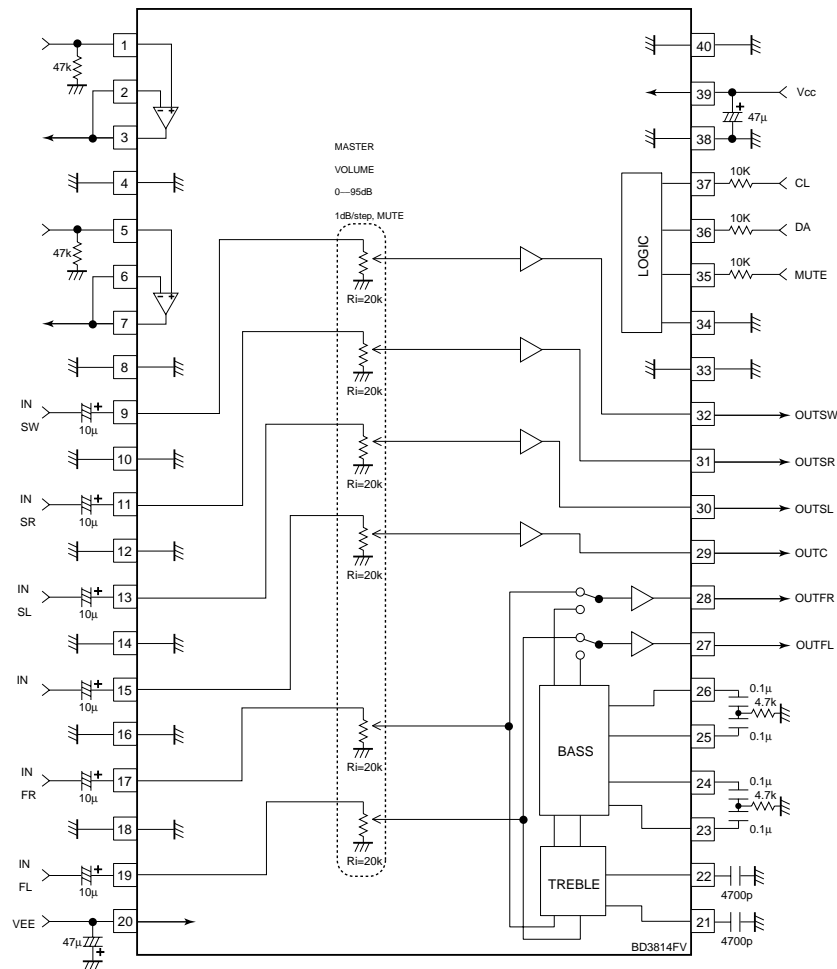 1
47k
2
3
4
5
47k
6
7
8
IN
SW
10μ
9
10
IN
SR
10μ
11
12
IN
SL
10μ
13
14
IN
10μ
15
16
IN
FR
10μ
17
18
IN
FL
10μ
19
VEE
47μ
20
MASTER
VOLUME
0—95dB
1dB/step, MUTE
Ri=20k
Ri=20k
Ri=20k
Ri=20k
Ri=20k
Ri=20k
LOGIC
BASS
TREBLE
BD3814FV
40
39
Vcc
47μ
38
37
10K
CL
36
10K
DA
35
10K
MUTE
34
33
32
OUTSW
31
OUTSR
30
OUTSL
29
OUTC
28
OUTFR
27
OUTFL
26
0.1μ
4.7k
25
0.1μ
24
0.1μ
4.7k
23
0.1μ
22
4700p
21
4700p